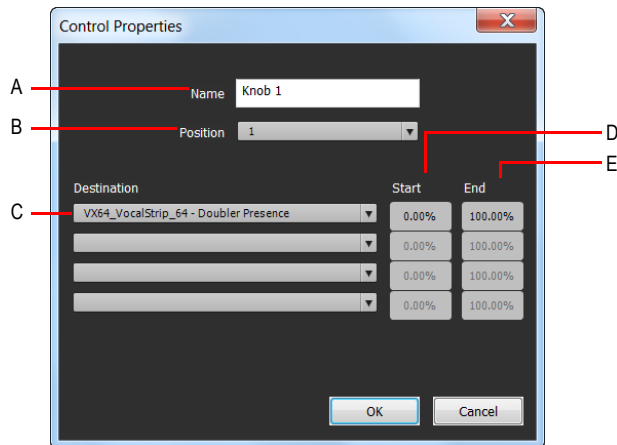 Control Properties
X
A
Name
Knob 1
B
Position
1
D
E
Destination
Start
End
C
VX64_VocalStrip_64 - Doubler Presence
0.00%
100.00%
0.00%
100.00%
0.00%
100.00%
0.00%
100.00%
OK
Cancel